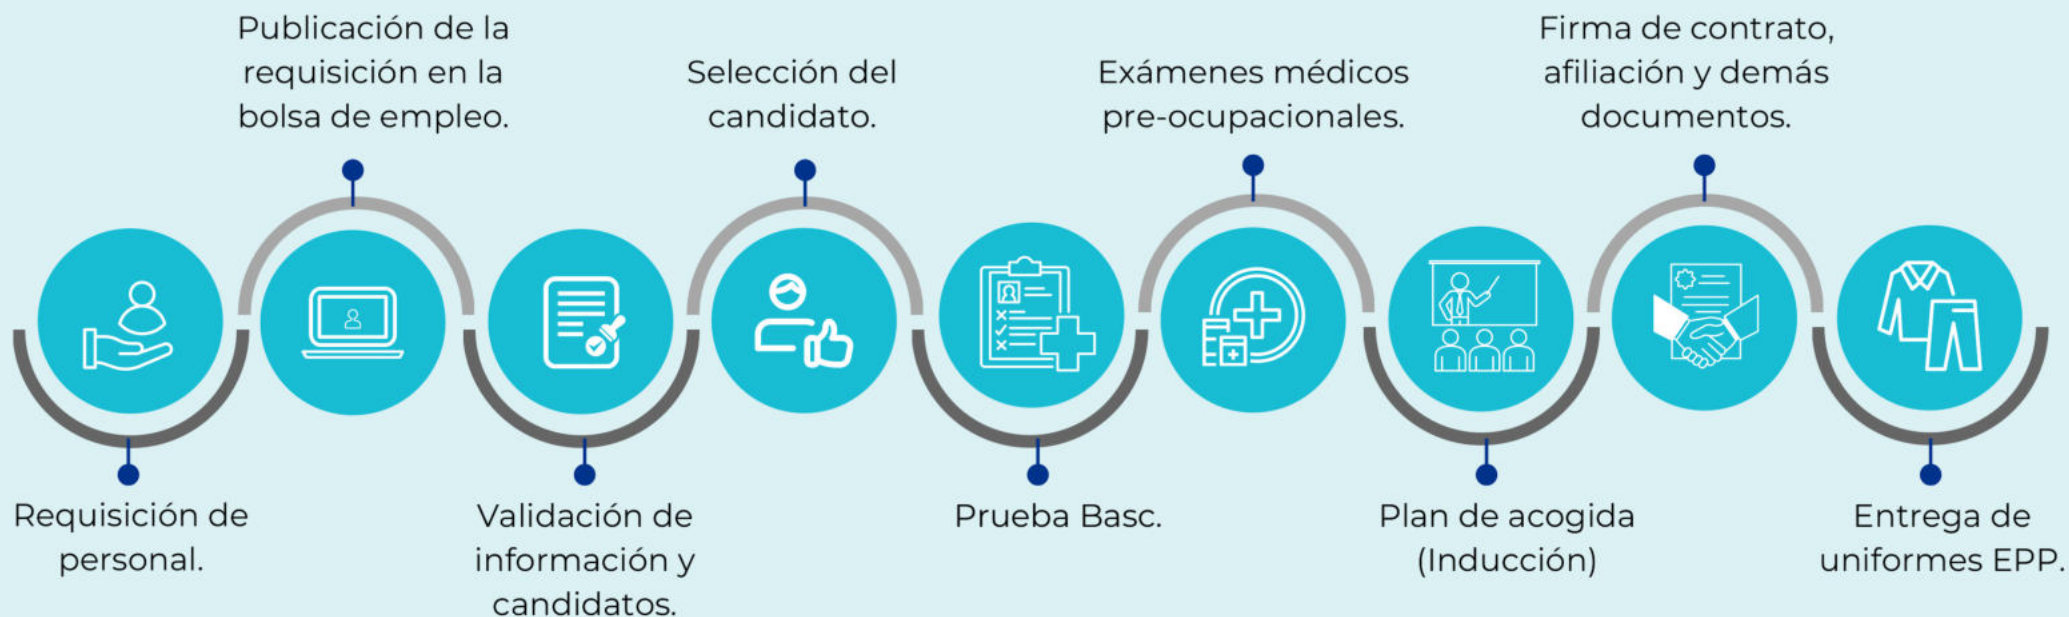 Requisición de
personal.
Publicación de la
requisición en la
bolsa de empleo.
Validación de
información y
candidatos.
Selección del
candidato.
Prueba Basc.
Exámenes médicos
pre-ocupacionales.
Plan de acogida
(Inducción)
Firma de contrato,
afiliación y demás
documentos.
Entrega de
uniformes EPP.